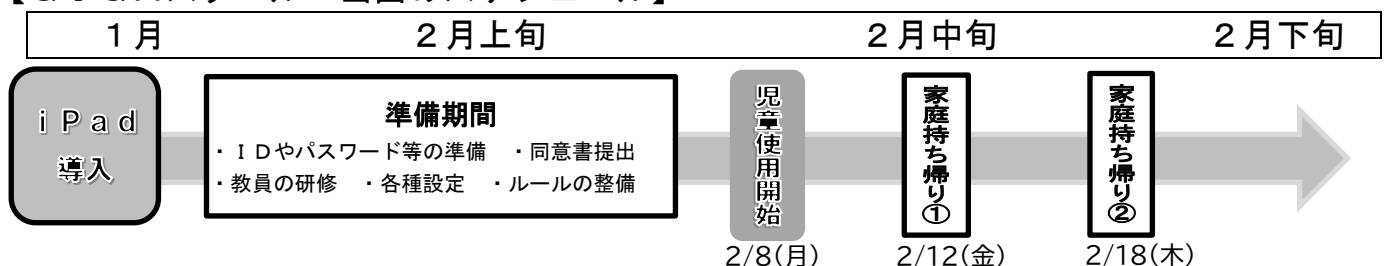 １月 ２月上旬 ２月中旬 ２月下旬
ｉＰａｄ
導入
準備期間
・ＩＤやパスワード等の準備 ・同意書提出
・教員の研修 ・各種設定 ・ルールの整備
児童使用開始
2/8(月)
家庭持ち帰り①
2/12(金)
家庭持ち帰り②
2/18(木)